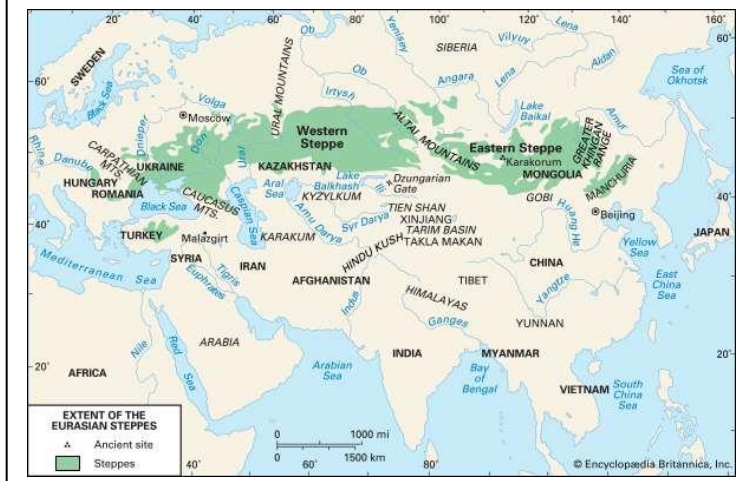 40°
60°
80°
100°
120°
140°
160°
SWEDEN
Black Sea
60°
Rhine
Danube
CARPATHIAN
MTS.
HUNGARY
ROMANIA
Dnieper
UKRAINE
Moscow
Volga
Don
URAL MOUNTAINS
Ob
Ob
Irtysh
Yenisey
Western
Steppe
KAZAKHSTAN
SIBERIA
Vilyuy
Lena
Angara
Lena
Aldan
Sea of
Okhotsk
60°
ALTAI MOUNTAINS
Lake
Baikal
Eastern Steppe
Karakorum
MONGOLIA
GREATER
KHINGAN
RANGE
Amur
MANCHURIA
Black Sea
CAUCASUS
MTS.
Caspian Sea
Aral
Sea
Lake
Balkhash
Ili
Dzungarian
Gate
KYZYLKUM
Amu Darya
Syr Darya
KARAKUM
TIEN SHAN
XINJIANG
TARIM BASIN
TAKLA MAKAN
GOBI
Huang He
Beijing
40°
TURKEY
Malazgirt
SYRIA
Mediterranean Sea
Euphrates
Tigris
IRAN
AFGHANISTAN
HINDU KUSH
Indus
TIBET
HIMALAYAS
Ganges
CHINA
Yangtze
YUNNAN
Yellow
Sea
East
China
Sea
JAPAN
40°
20°
AFRICA
Nile
Red
Sea
ARABIA
Arabian
Sea
INDIA
Bay
of
Bengal
MYANMAR
VIETNAM
South
China
Sea
20°
EXTENT OF THE
EURASIAN STEPPES
Ancient site
Steppes
0 1000 mi
0 1500 km
40°
60°
80°
100°
120°
© Encyclopædia Britannica, Inc.